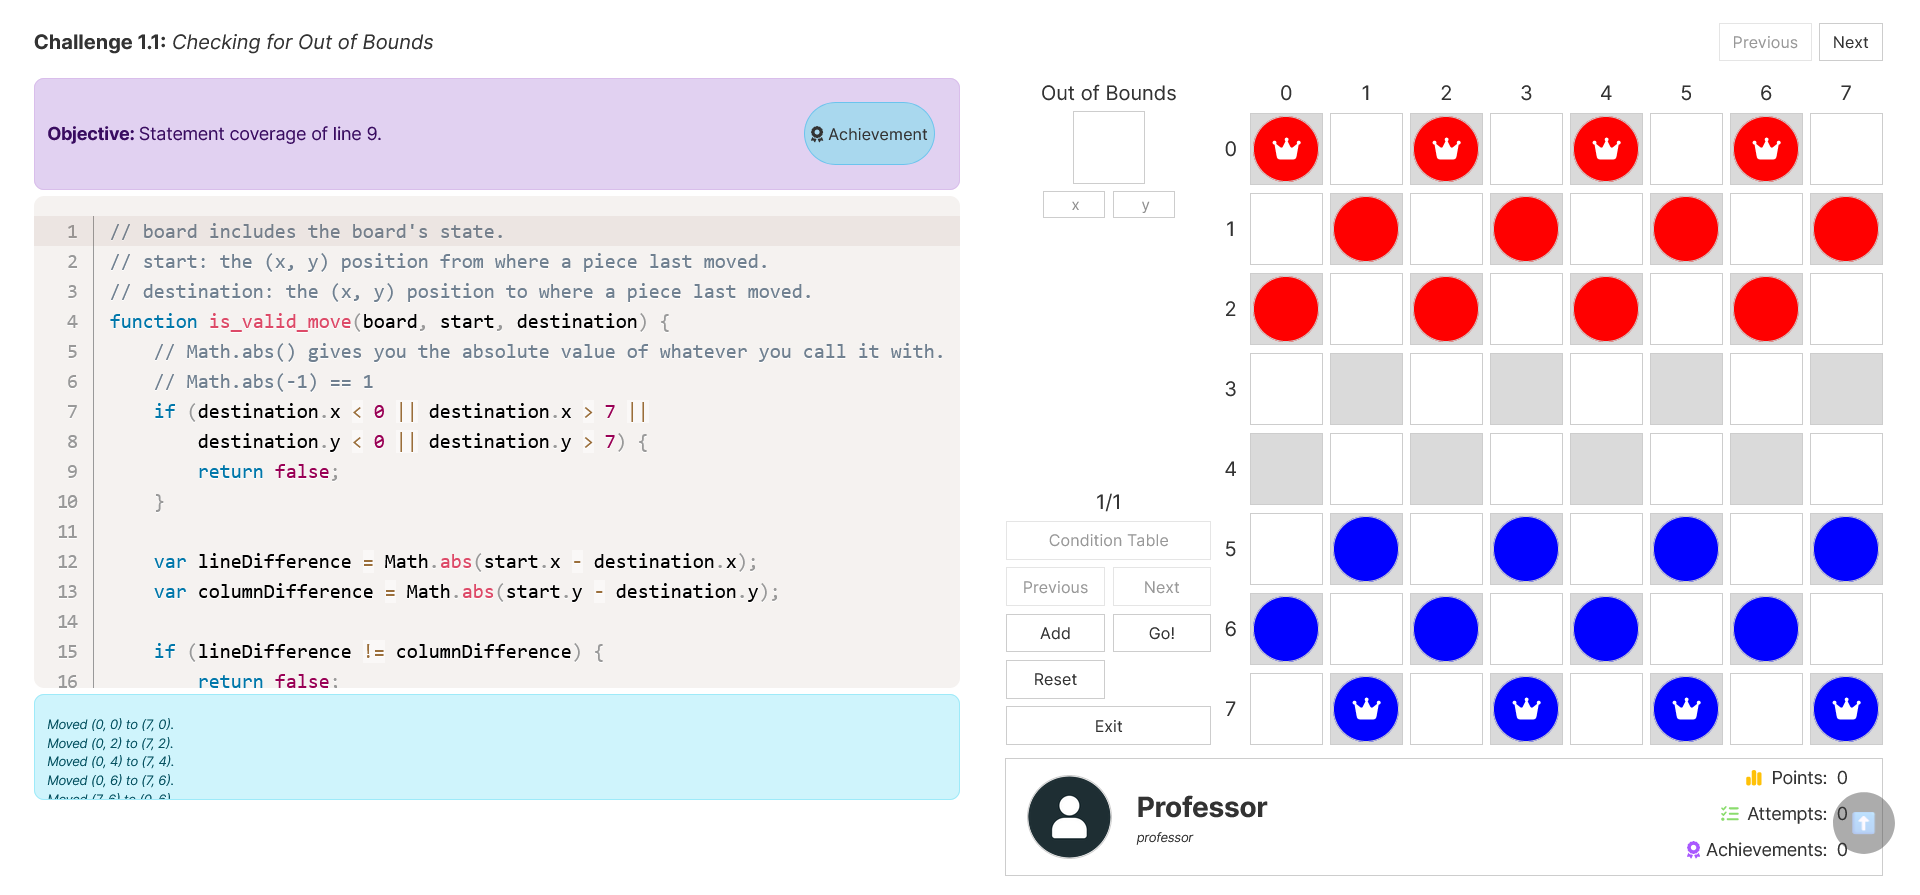 Challenge 1.1: Checking for Out of Bounds
Previous
Next
Objective: Statement coverage of line 9.
Achievement
1 // board includes the board's state.
2 // start: the (x, y) position from where a piece last moved.
3 // destination: the (x, y) position to where a piece last moved.
4 function is_valid_move(board, start, destination) {
5 // Math.abs() gives you the absolute value of whatever you call it with.
6 // Math.abs(-1) == 1
7 if (destination.x < 0 || destination.x > 7 ||
8 destination.y < 0 || destination.y > 7) {
9 return false;
10 }
11
12 var lineDifference = Math.abs(start.x - destination.x);
13 var columnDifference = Math.abs(start.y - destination.y);
14
15 if (lineDifference != columnDifference) {
16 return false;
Moved (0, 0) to (7, 0).
Moved (0, 2) to (7, 2).
Moved (0, 4) to (7, 4).
Moved (0, 6) to (7, 6).
Moved (7, 6) to (0, 6)
Out of Bounds
x
y
1/1
Condition Table
Previous
Next
Add
Go!
Reset
Exit
0 1 2 3 4 5 6 7
0
1
2
3
4
5
6
7
Professor
professor
Points: 0
Attempts: 0
Achievements: 0